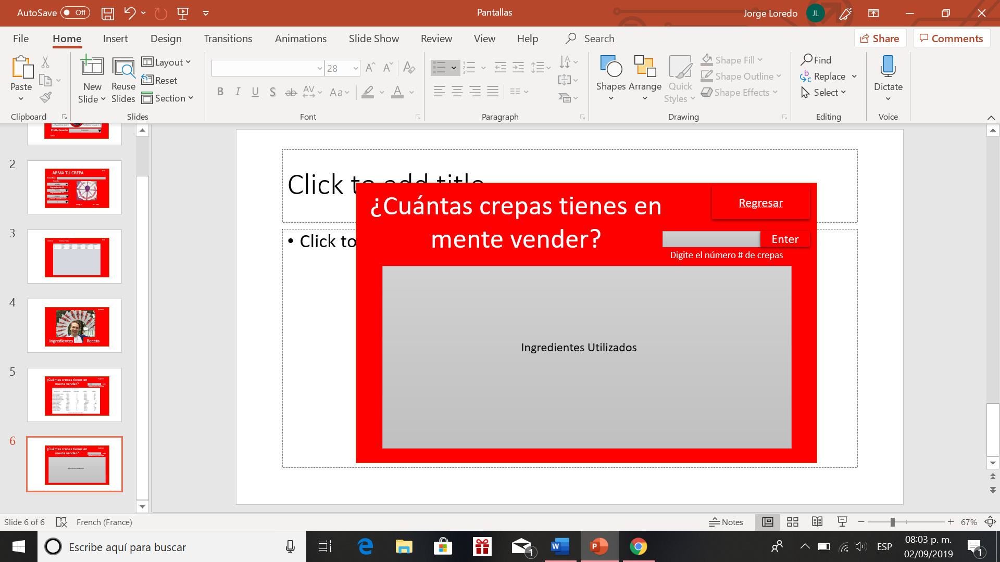 AutoSave Off
Pantallas
Jorge Loredo JL
File Home Insert Design Transitions Animations Slide Show Review View Help Search
Share Comments
Paste
New Slide
Reuse Slides
Layout
Reset
Section
28
B I U S ab AV Aa A
Shapes Arrange Quick Styles
Shape Fill
Shape Outline
Shape Effects
Find
Replace
Select
Dictate
Clipboard Slides Font Paragraph Drawing Editing Voice
2
ARMA TU CREPA
3
4
Ingredientes Receta
5
¿Cuántas crepas tienes en
mente vender?
6
¿Cuántas crepas tienes en
mente vender?
Click to add title
• Click to
¿Cuántas crepas tienes en
mente vender?
Regresar
Enter
Digite el número # de crepas
Ingredientes Utilizados
Slide 6 of 6 French (France) Notes 67%
Escribe aquí para buscar
1
ESP
08:03 p. m.
02/09/2019
1